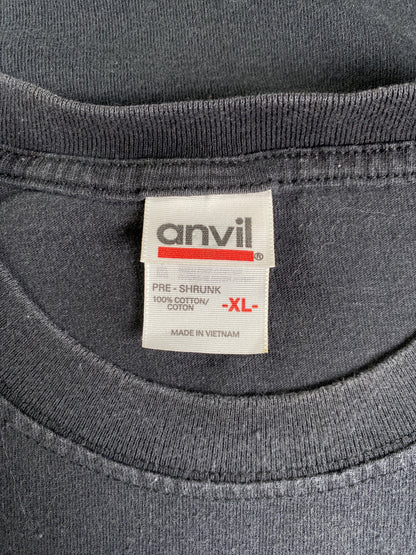 anvil®
PRE - SHRUNK
100% COTTON/
COTON
-XL-
MADE IN VIETNAM